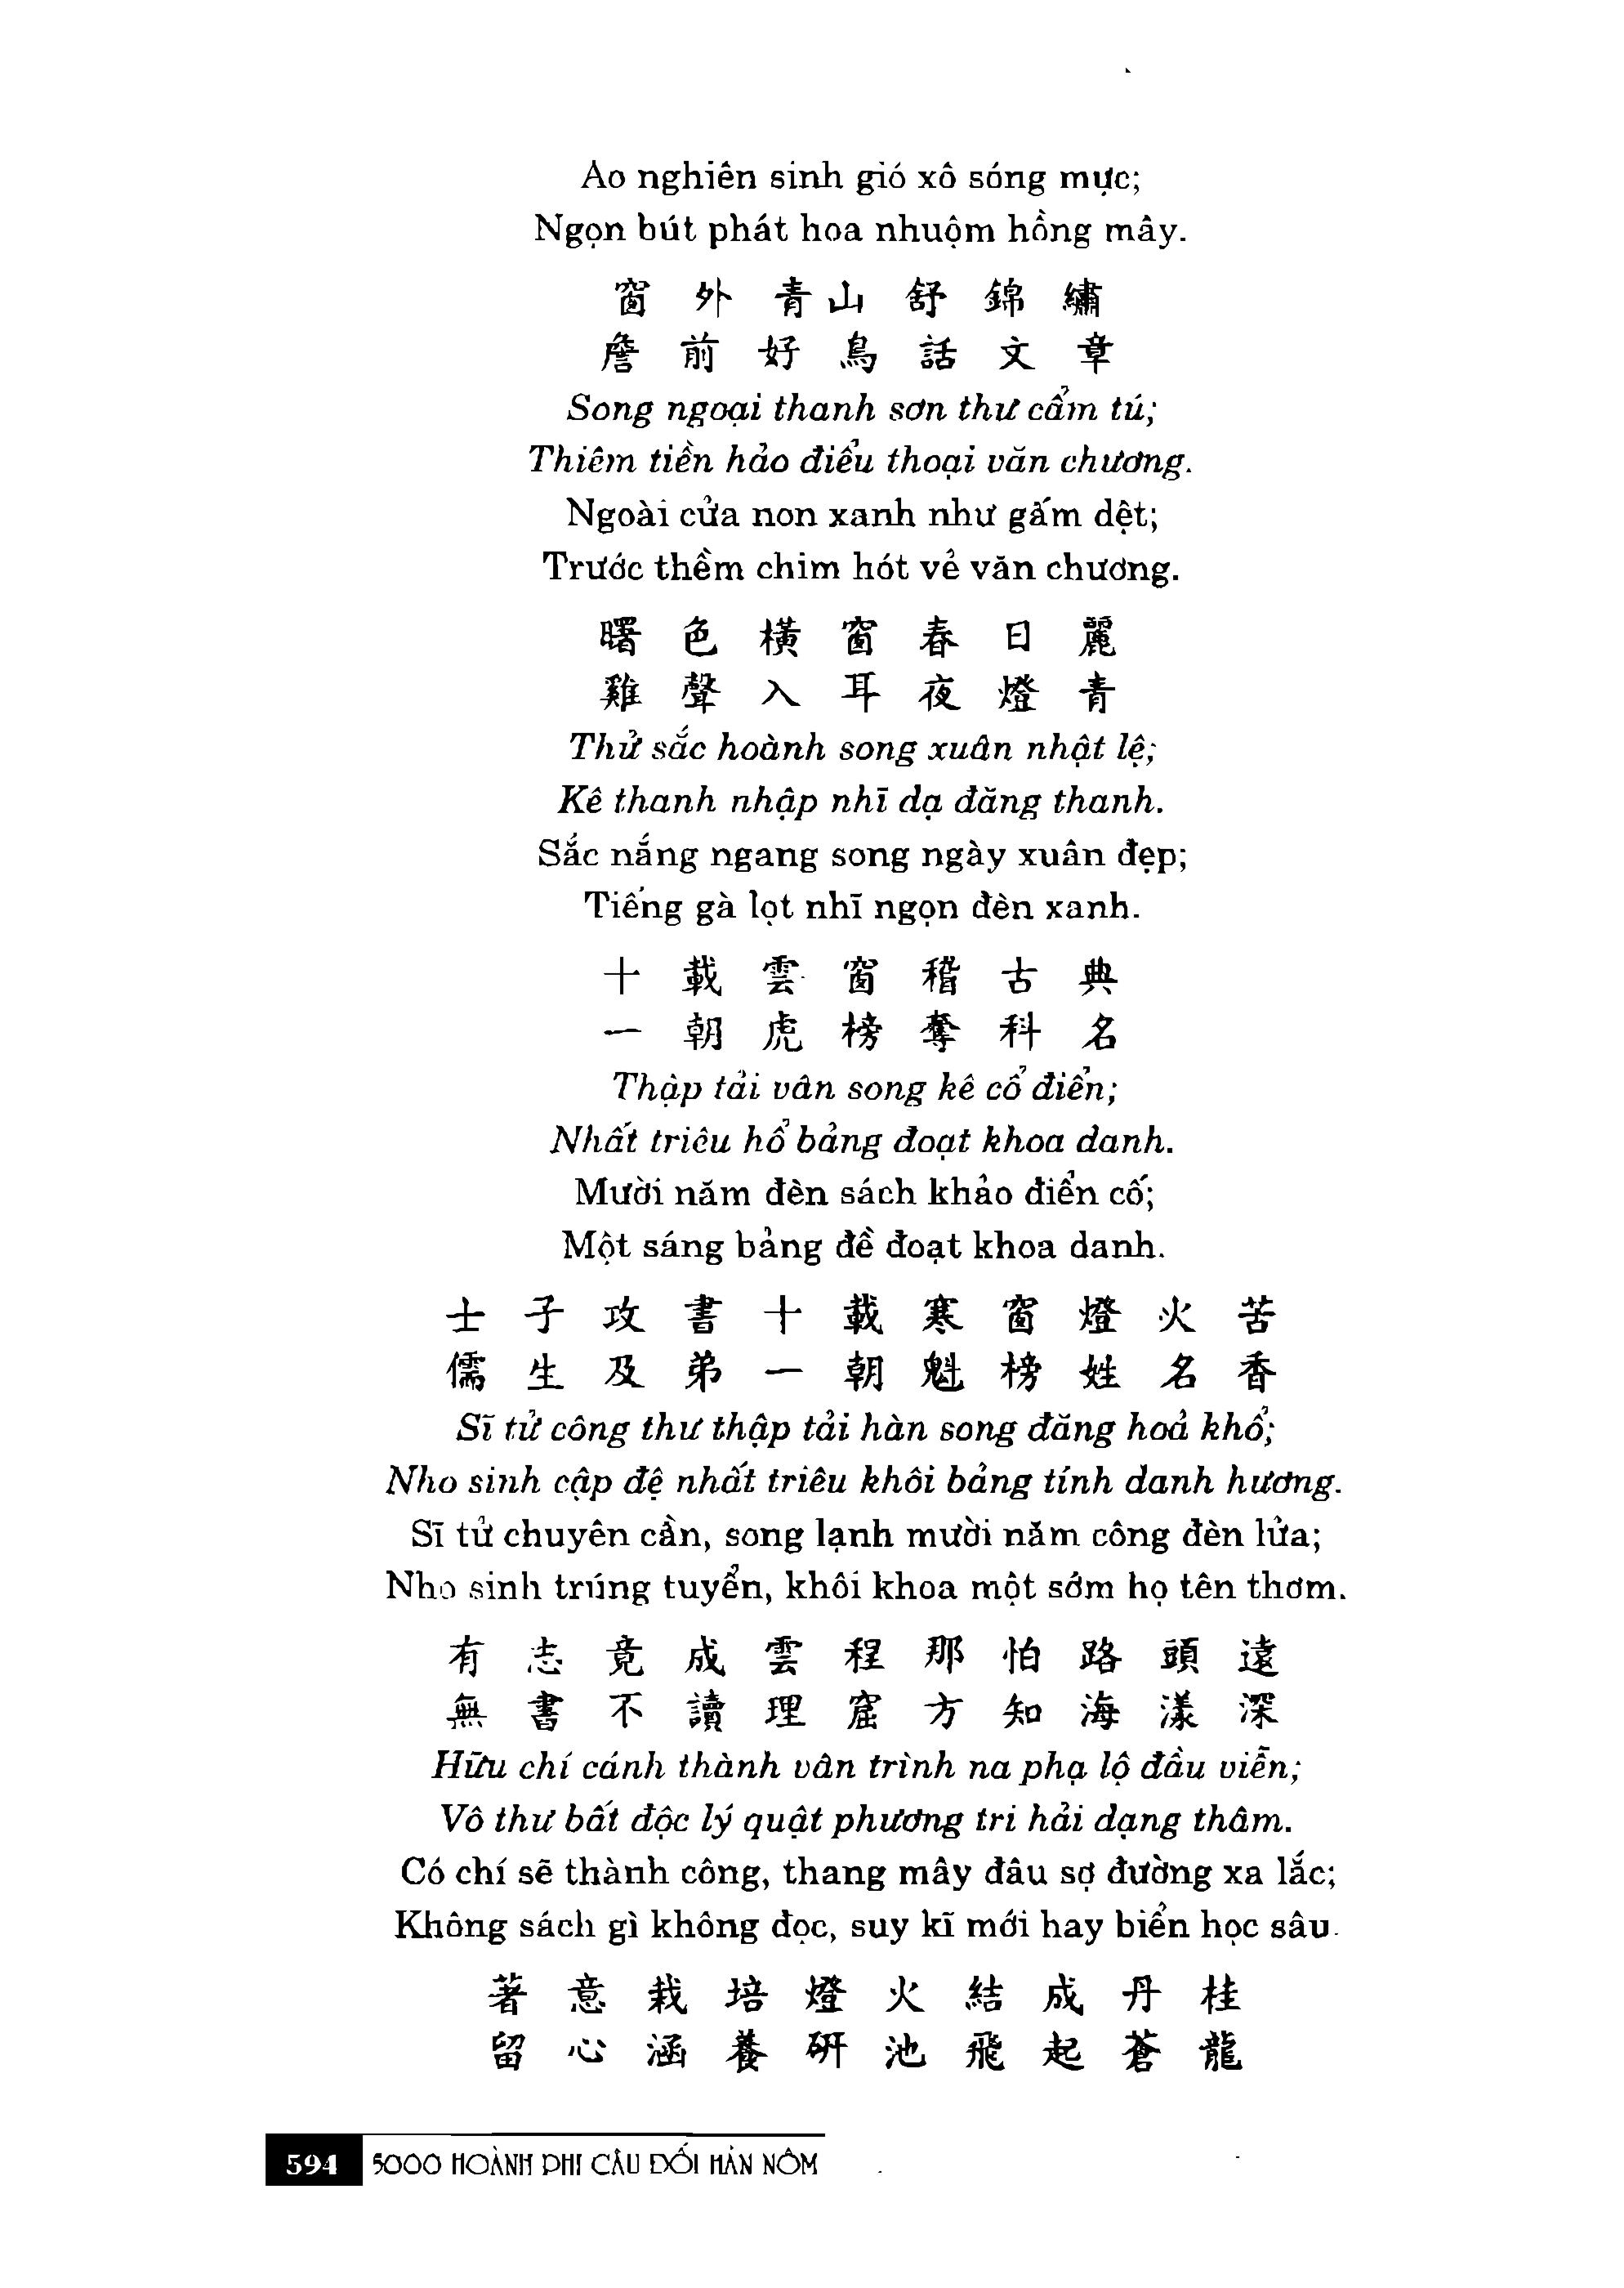 Ao nghiên sinh gió xô sóng mực;
Ngọn bút phát hoa nhuộm hồng mây.
窗外青山舒錦繡
詹前好鳥話文章
Song ngoại thanh sơn thư cẩm tú;
Thiêm tiền hảo điểu thoại văn chương.
Ngoài cửa non xanh như gấm dệt;
Trước thềm chim hót vẻ văn chương.
曙色橫窗春日麗
雞聲入耳夜燈青
Thử sắc hoành song xuân nhật lệ;
Kê thanh nhập nhĩ dạ đăng thanh.
Sắc nắng ngang song ngày xuân đẹp;
Tiếng gà lọt nhĩ ngọn đèn xanh.
十載雲窗稽古典
一朝虎榜奪科名
Thập tải vân song kê cổ điển;
Nhất triêu hổ bảng đoạt khoa danh.
Mười năm đèn sách khảo điển cố;
Một sáng bảng đề đoạt khoa danh.
士子攻書十載寒窗燈火苦
儒生及弟一朝魁榜姓名香
Sĩ tử công thư thập tải hàn song đăng hoả khổ;
Nho sinh cập đệ nhất triêu khôi bảng tính danh hương.
Sĩ tử chuyên cần, song lạnh mười năm công đèn lửa;
Nho sinh trúng tuyển, khôi khoa một sớm họ tên thơm.
有志竟成雲程那怕路頭遠
無書不讀理窟方知海漾深
Hữu chí cánh thành vân trình na phạ lộ đầu viễn;
Vô thư bất độc lý quật phương tri hải dạng thâm.
Có chí sẽ thành công, thang mây đâu sợ đường xa lắc;
Không sách gì không đọc, suy kĩ mới hay biển học sâu.
著意栽培燈火結成丹桂
留心涵養研池飛起蒼龍
594 5000 HOÀNH PHI CÂU ĐỐI HÁN NÔM